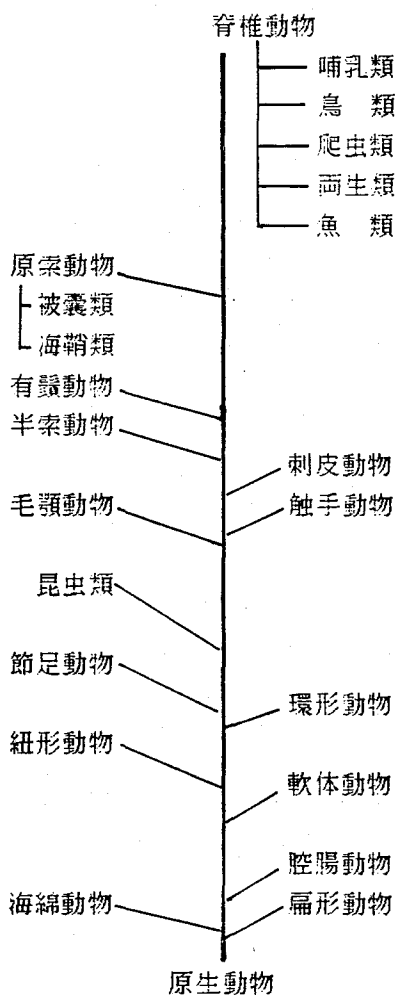 脊椎動物
哺乳類
鳥 類
爬虫類
両生類
魚 類
原索動物
被嚢類
海鞘類
有鬚動物
半索動物
刺皮動物
毛顎動物
触手動物
昆虫類
節足動物
環形動物
紐形動物
軟体動物
腔腸動物
海綿動物
扁形動物
原生動物